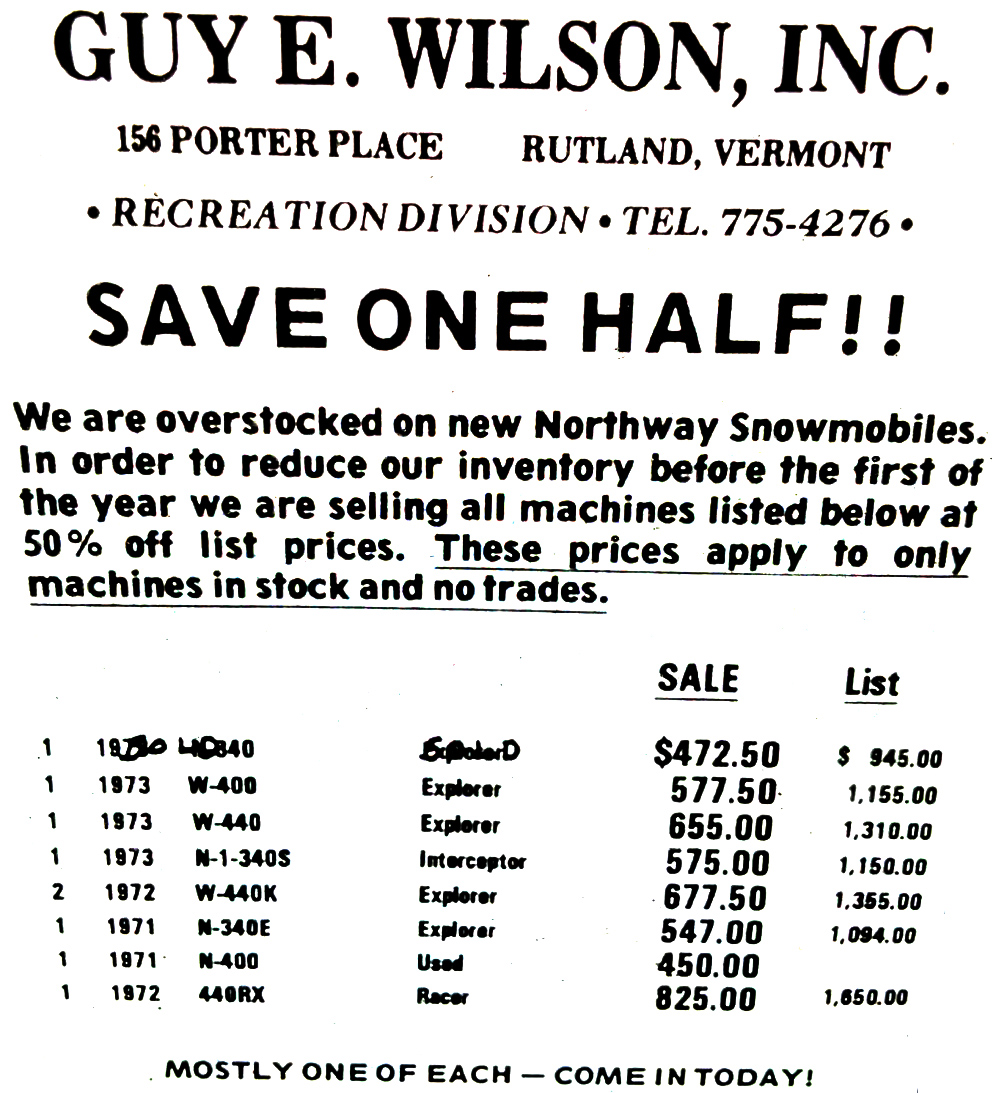 GUY E. WILSON, INC.
156 PORTER PLACE RUTLAND, VERMONT
• RECREATION DIVISION • TEL. 775-4276 •
SAVE ONE HALF!!
We are overstocked on new Northway Snowmobiles.
In order to reduce our inventory before the first of
the year we are selling all machines listed below at
50% off list prices. These prices apply to only
machines in stock and no trades.
SALE List
1 $472.50 $ 945.00
1 1973 W-400 Explorer 577.50 1,155.00
1 1973 W-440 Explorer 655.00 1,310.00
1 1973 N-1-340S Interceptor 575.00 1,150.00
2 1972 W-440K Explorer 677.50 1,355.00
1 1971 N-340E Explorer 547.00 1,094.00
1 1971 N-400 Used 450.00
1 1972 440RX Racer 825.00 1,650.00
MOSTLY ONE OF EACH — COME IN TODAY!